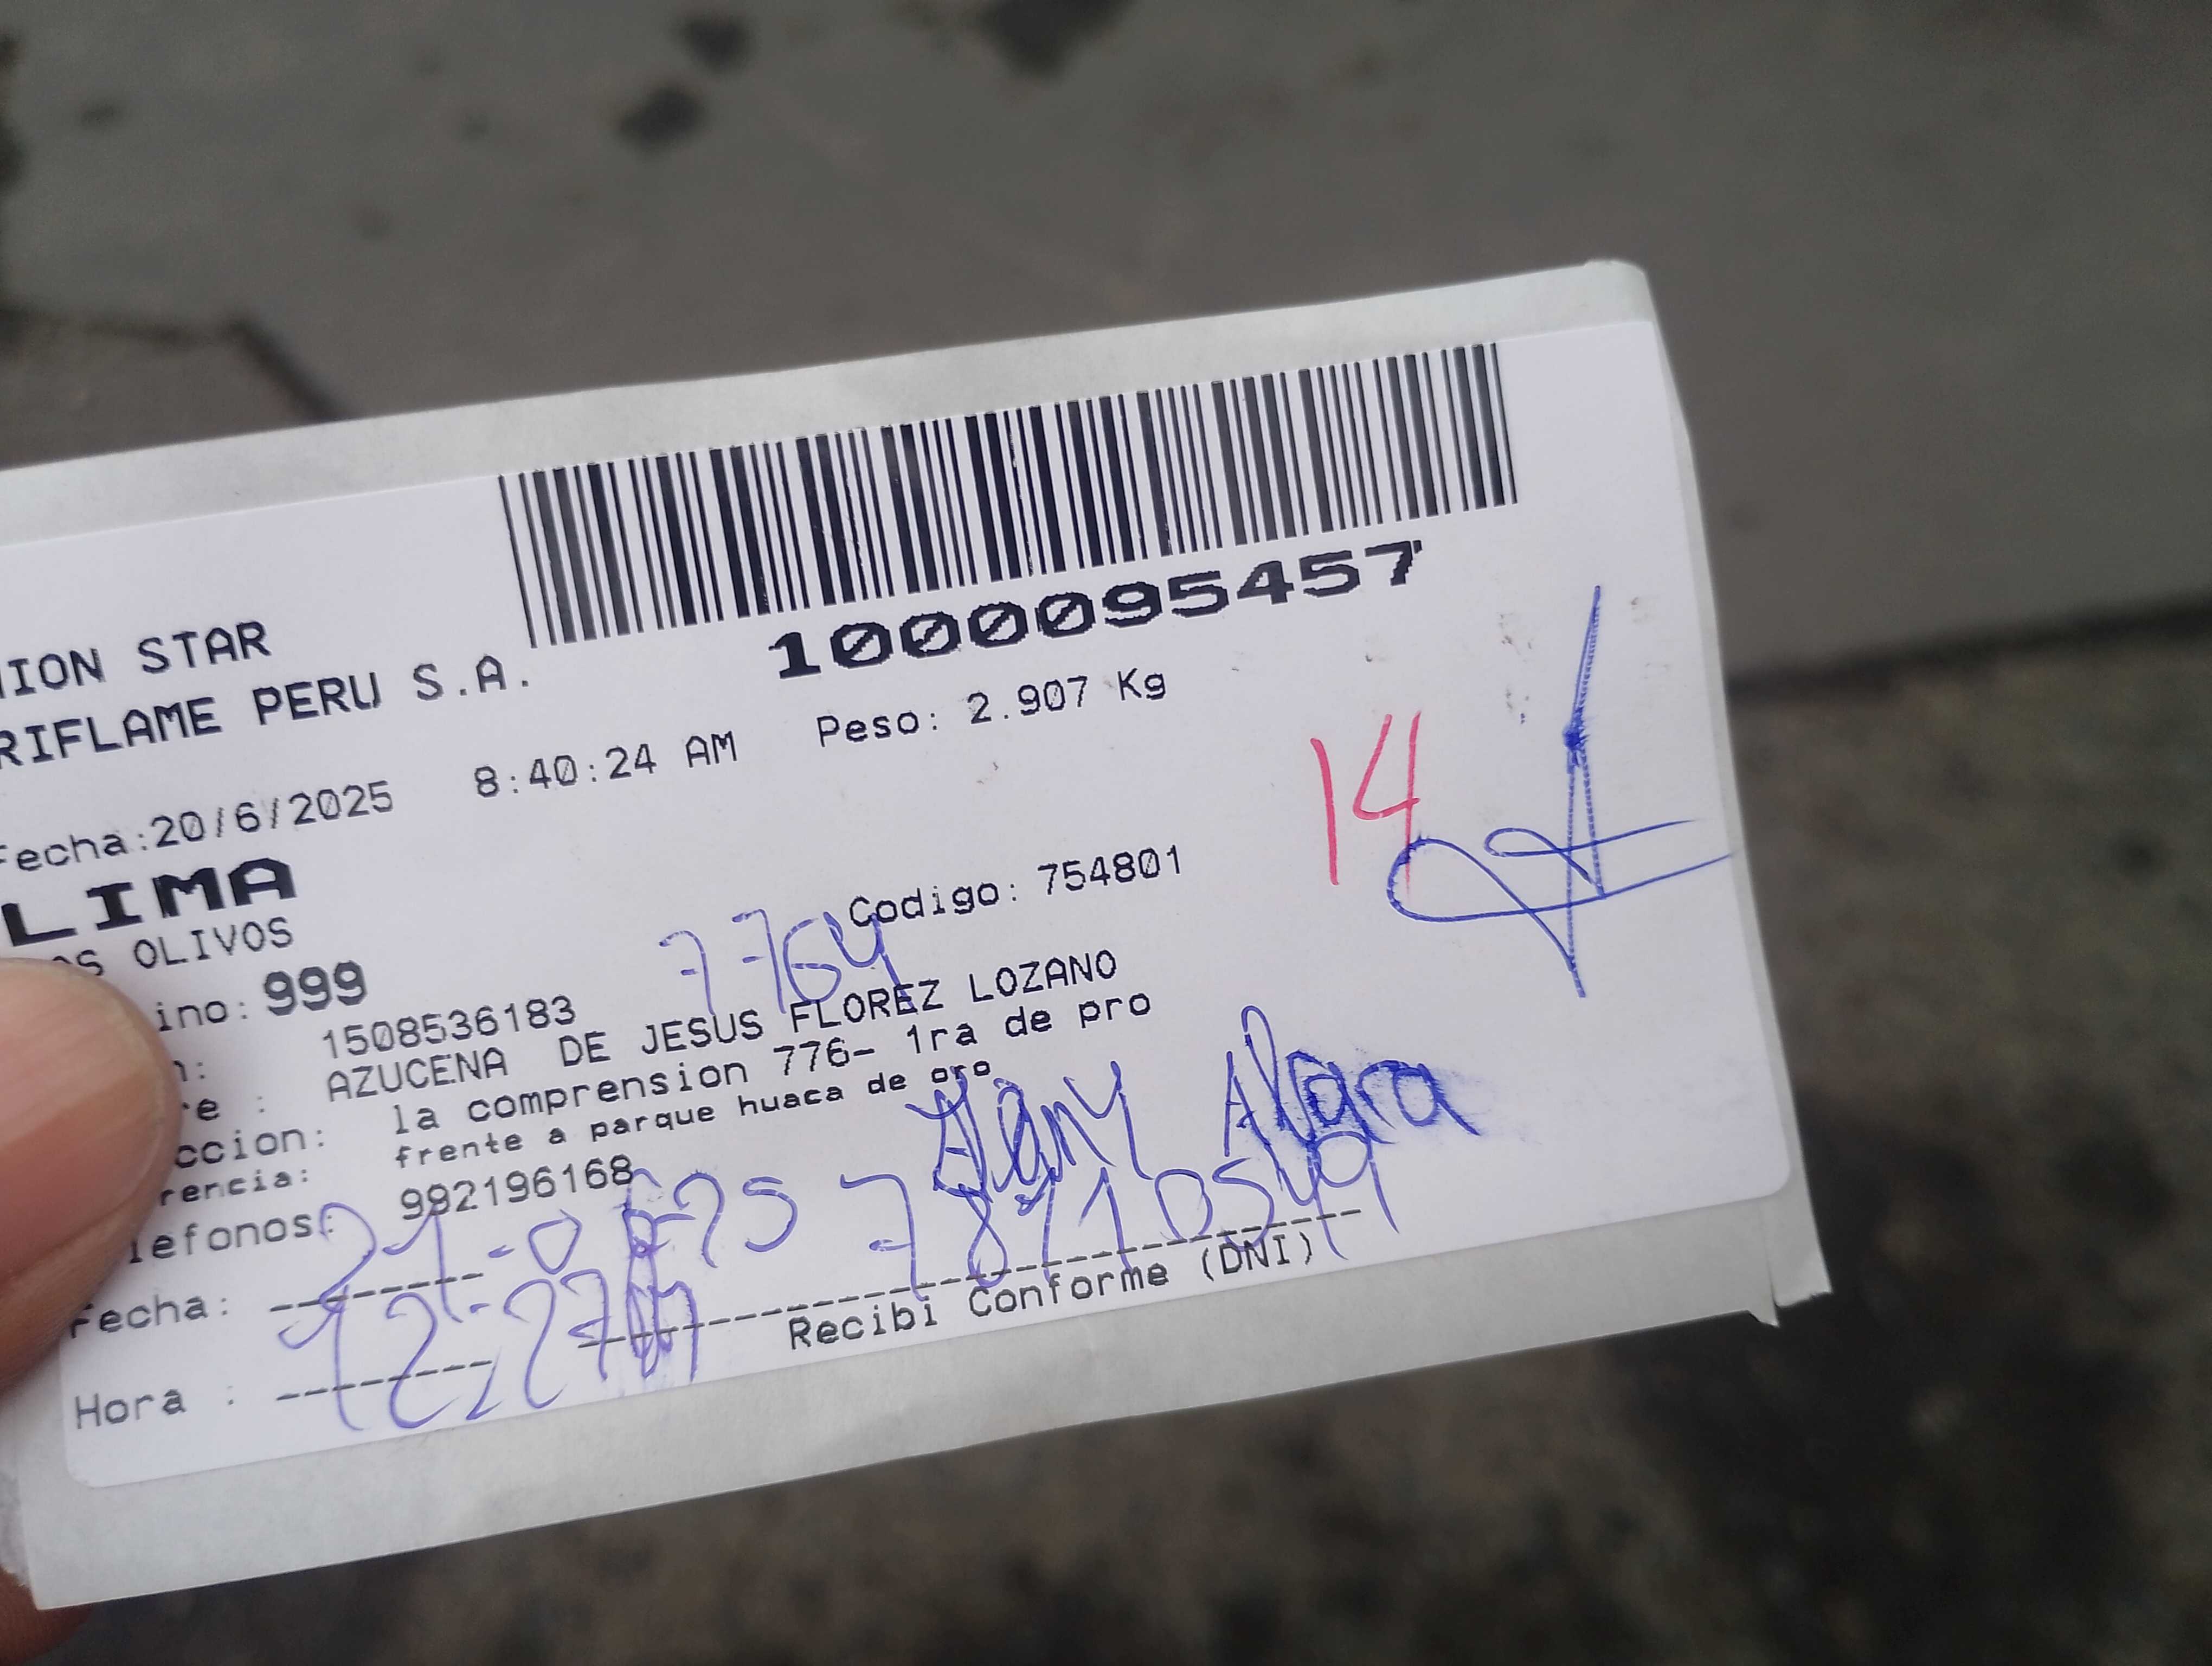 1000095457
ION STAR
RIFLAME PERU S.A.
Fecha:20/6/2025 8:40:24 AM Peso: 2.907 Kg
14
LIMA
OS OLIVOS Codigo: 754801
ino: 999 7764
1508536183
AZUCENA DE JESUS FLOREZ LOZANO
ccion: la comprension 776- 1ra de pro
rencia: frente a parque huaca de oro
lefonos: 992196168
Fecha:
Hora :
Recibi Conforme (DNI)